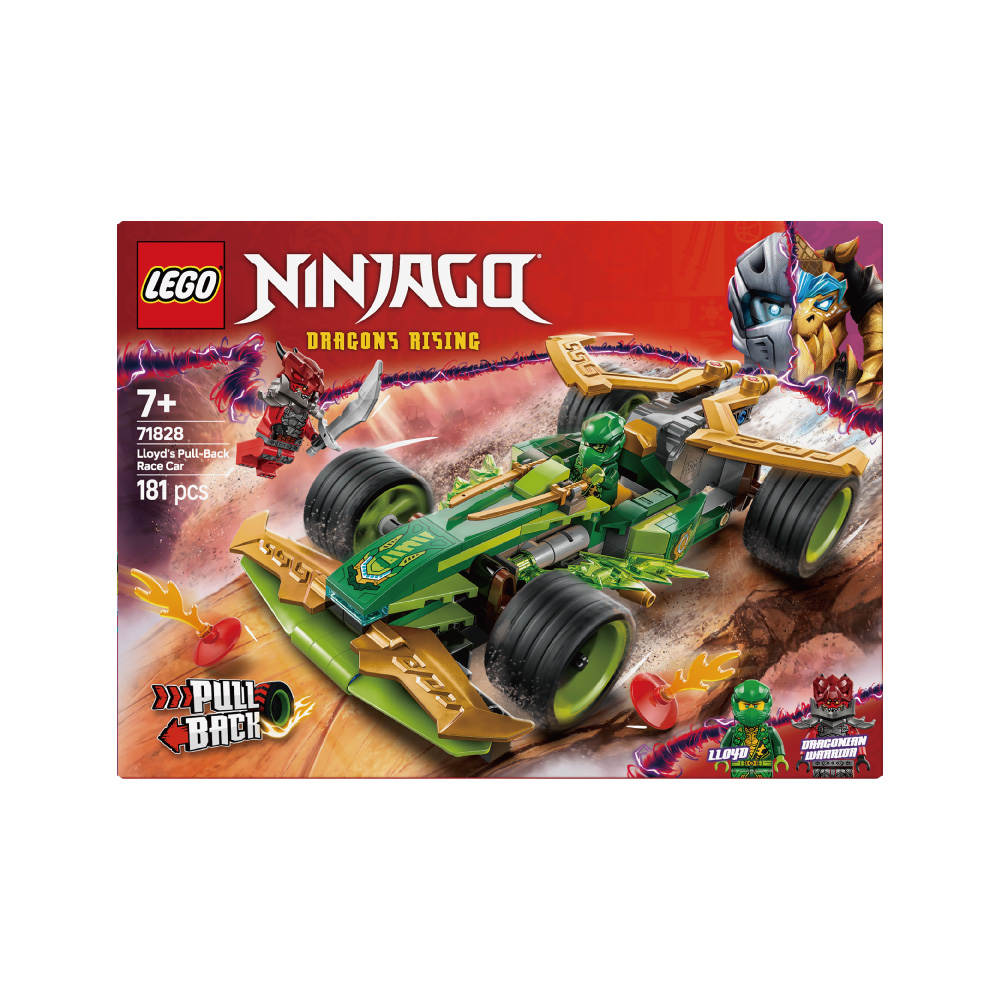 LEGO
NINJAGO
DRAGONS RISING
7+
71828
Lloyd's Pull-Back
Race Car
181 pcs
PULL
BACK
LLOYD
DRAGONIAN
WARRIOR